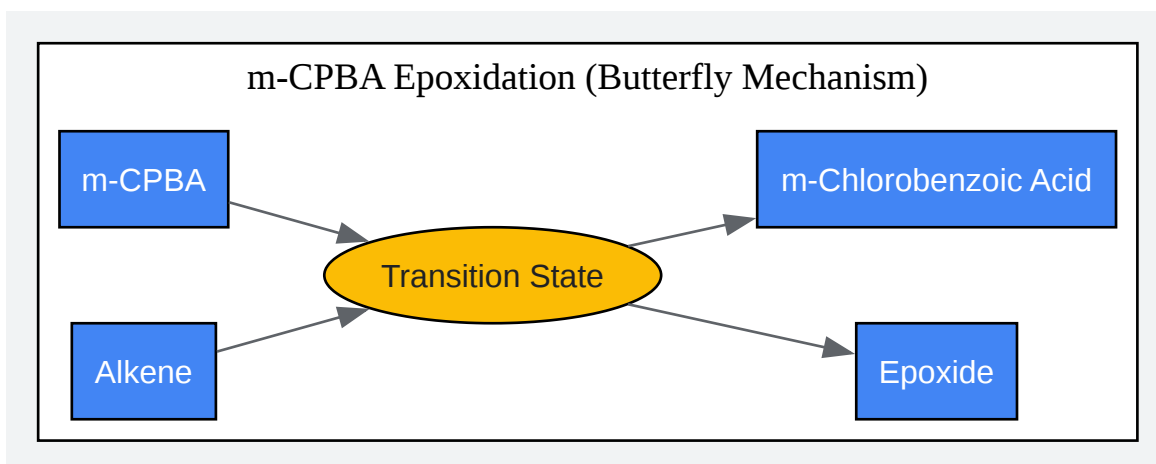 m-CPBA Epoxidation (Butterfly Mechanism)
m-CPBA
m-Chlorobenzoic Acid
Transition State
Alkene
Epoxide